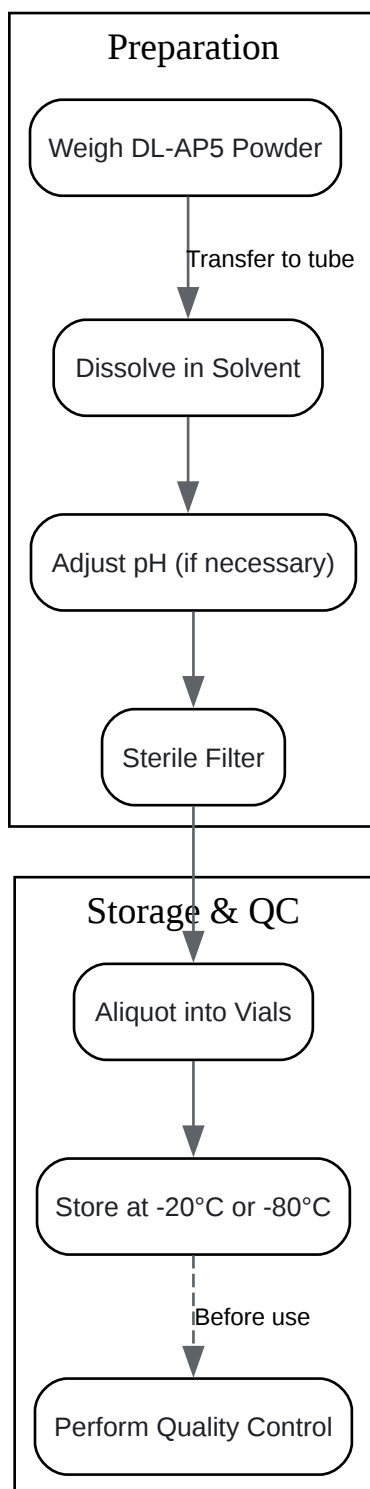 Preparation
Weigh DL-AP5 Powder
Transfer to tube
Dissolve in Solvent
Adjust pH (if necessary)
Sterile Filter
Storage & QC
Aliquot into Vials
Store at -20°C or -80°C
Before use
Perform Quality Control